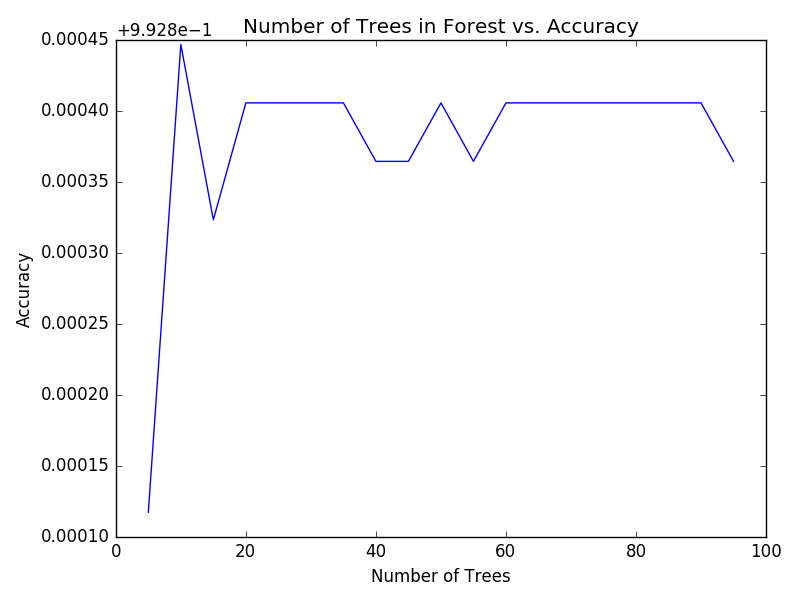 Number of Trees in Forest vs. Accuracy
+9.928e−1
0.00045
0.00040
0.00035
0.00030
0.00025
0.00020
0.00015
0.00010
Accuracy
0 20 40 60 80 100
Number of Trees